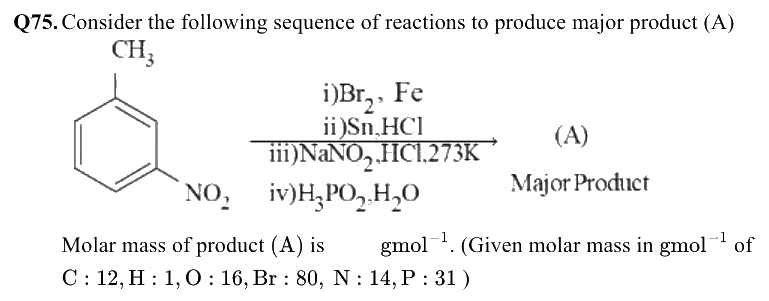 Q75. Consider the following sequence of reactions to produce major product (A)
CH₃
i)Br₂, Fe
ii)Sn,HCl
iii)NaNO₂,HCl,273K
iv)H₃PO₂,H₂O
NO₂
(A)
Major Product
Molar mass of product (A) is gmol⁻¹. (Given molar mass in gmol⁻¹ of
C : 12, H : 1, O : 16, Br : 80, N : 14, P : 31 )